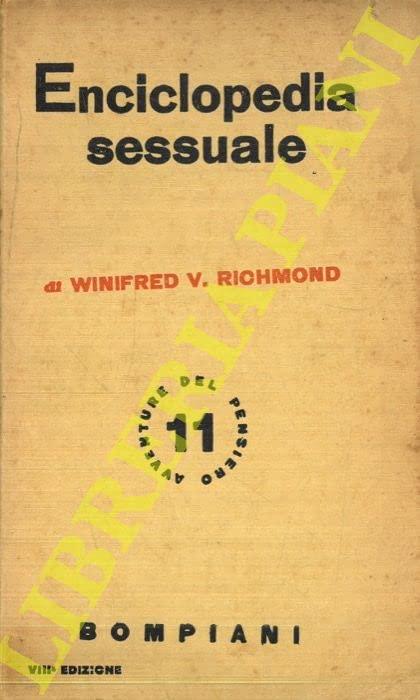 Enciclopedia
sessuale
di WINIFRED V. RICHMOND
AVVENTURE DEL PENSIERO
11
BOMPIANI
VIIIª EDIZIONE
LIBRERIA PIANI